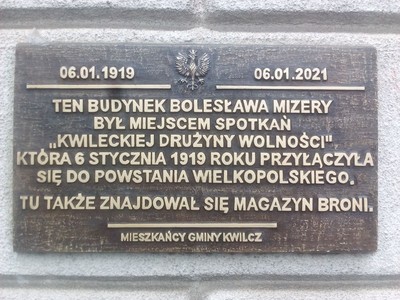 06.01.1919 06.01.2021
TEN BUDYNEK BOLESŁAWA MIZERY
BYŁ MIEJSCEM SPOTKAŃ
„KWILECKIEJ DRUŻYNY WOLNOŚCI”,
KTÓRA 6 STYCZNIA 1919 ROKU PRZYŁĄCZYŁA
SIĘ DO POWSTANIA WIELKOPOLSKIEGO.
TU TAKŻE ZNAJDOWAŁ SIĘ MAGAZYN BRONI.
MIESZKAŃCY GMINY KWILCZ